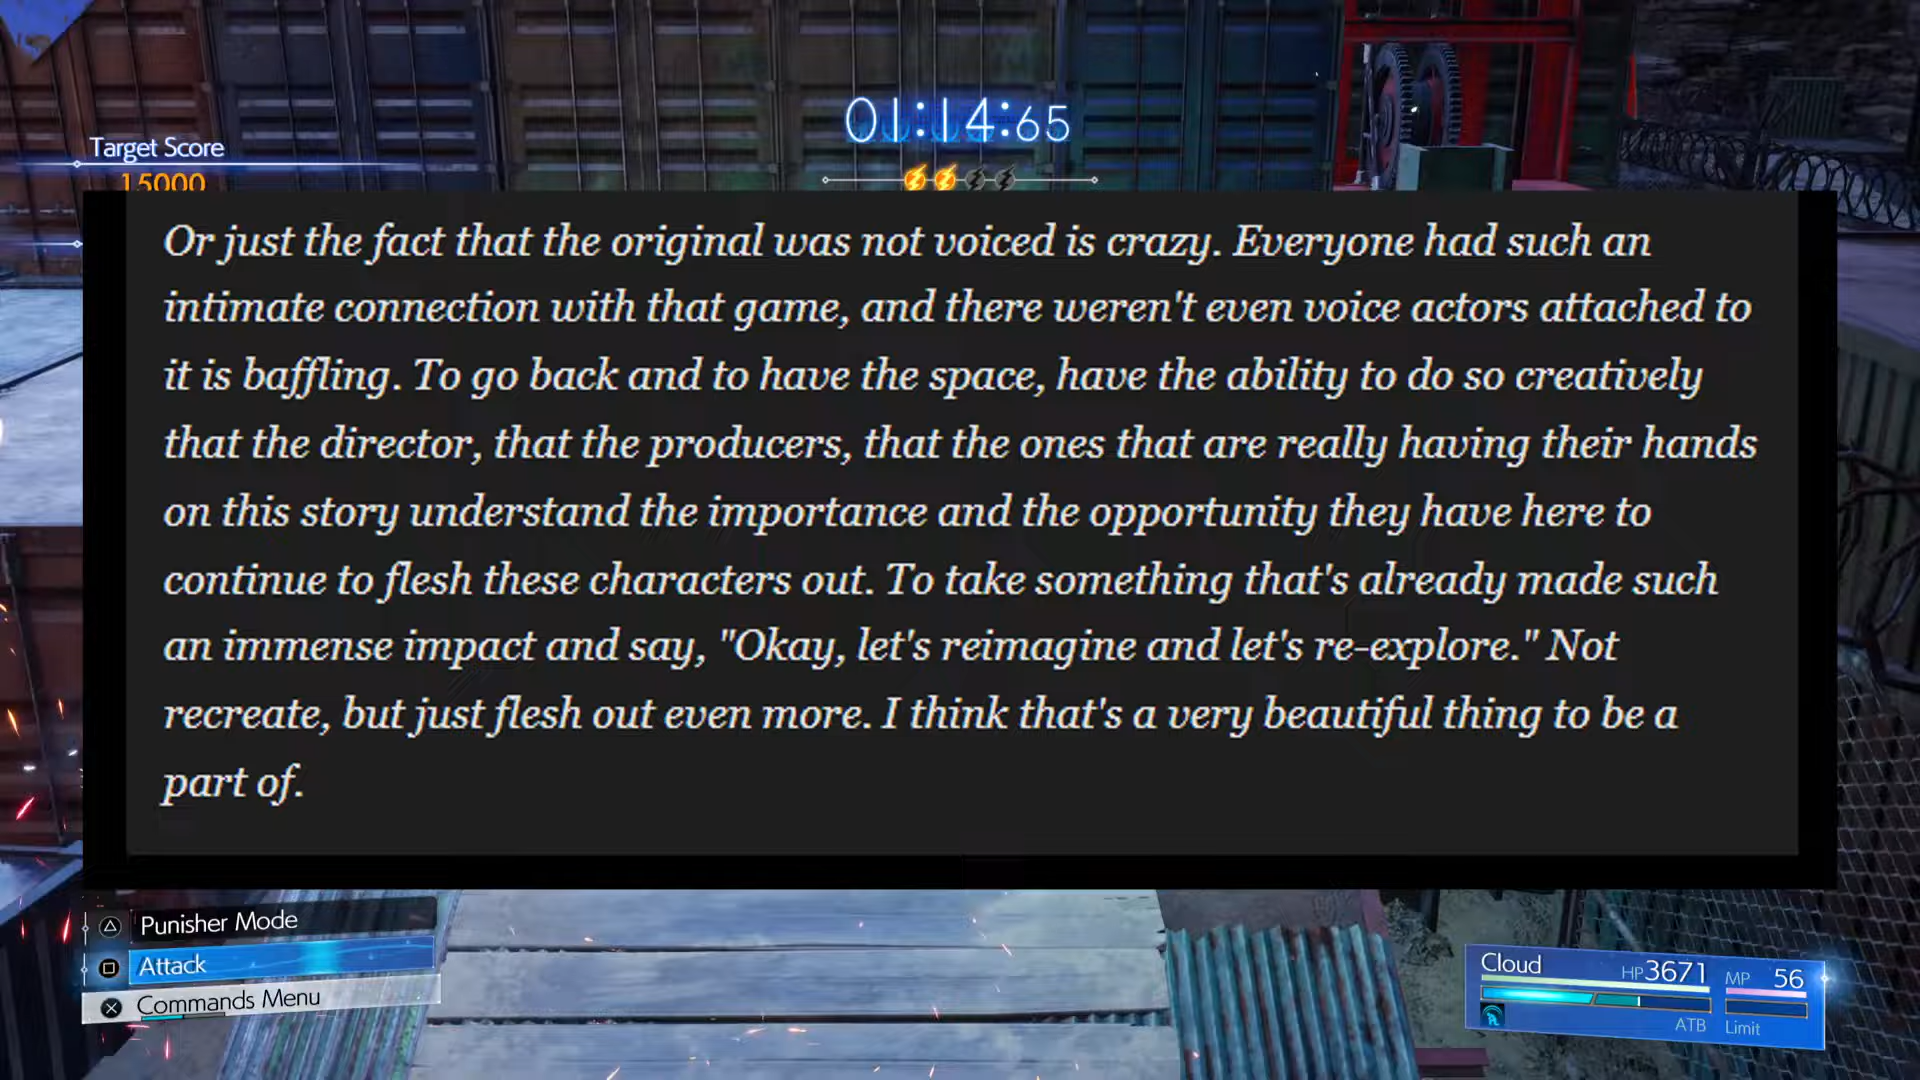 01:14:65
Target Score
15000
Or just the fact that the original was not voiced is crazy. Everyone had such an
intimate connection with that game, and there weren't even voice actors attached to
it is baffling. To go back and to have the space, have the ability to do so creatively
that the director, that the producers, that the ones that are really having their hands
on this story understand the importance and the opportunity they have here to
continue to flesh these characters out. To take something that's already made such
an immense impact and say, "Okay, let's reimagine and let's re-explore." Not
recreate, but just flesh out even more. I think that's a very beautiful thing to be a
part of.
Punisher Mode
Attack
Commands Menu
Cloud HP 3671 MP 56
ATB Limit